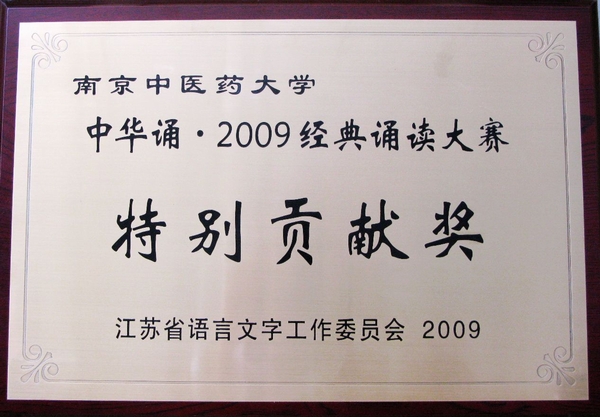 南京中医药大学
中华诵·2009经典诵读大赛
特别贡献奖
江苏省语言文字工作委员会 2009